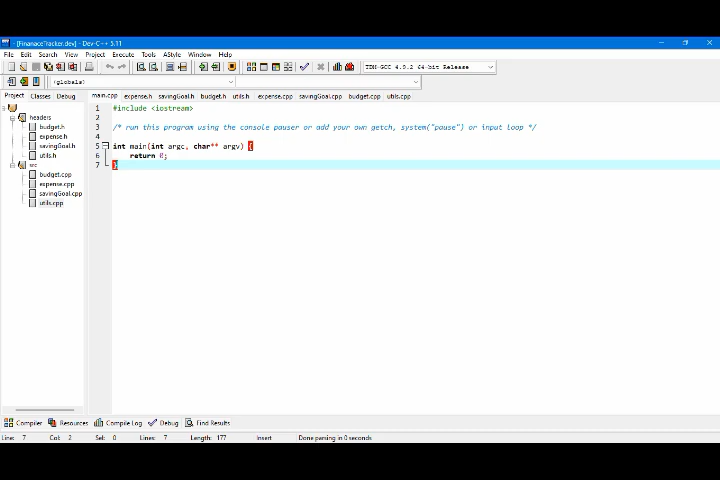 [FinanaceTracker.dev] - Dev-C++ 5.11
File Edit Search View Project Execute Tools AStyle Window Help
TDM-GCC 4.9.2 64-bit Release
(globals)
Project Classes Debug
main.cpp expense.h savingGoal.h budget.h utils.h expense.cpp savingGoal.cpp budget.cpp utils.cpp
headers
budget.h
expense.h
savingGoal.h
utils.h
src
budget.cpp
expense.cpp
savingGoal.cpp
utils.cpp
1 #include <iostream>
2
3 /* run this program using the console pauser or add your own getch, system("pause") or input loop */
4
5 int main(int argc, char** argv) {
6 return 0;
7 }
Compiler Resources Compile Log Debug Find Results
Line: 7 Col: 2 Sel: 0 Lines: 7 Length: 177 Insert Done parsing in 0 seconds